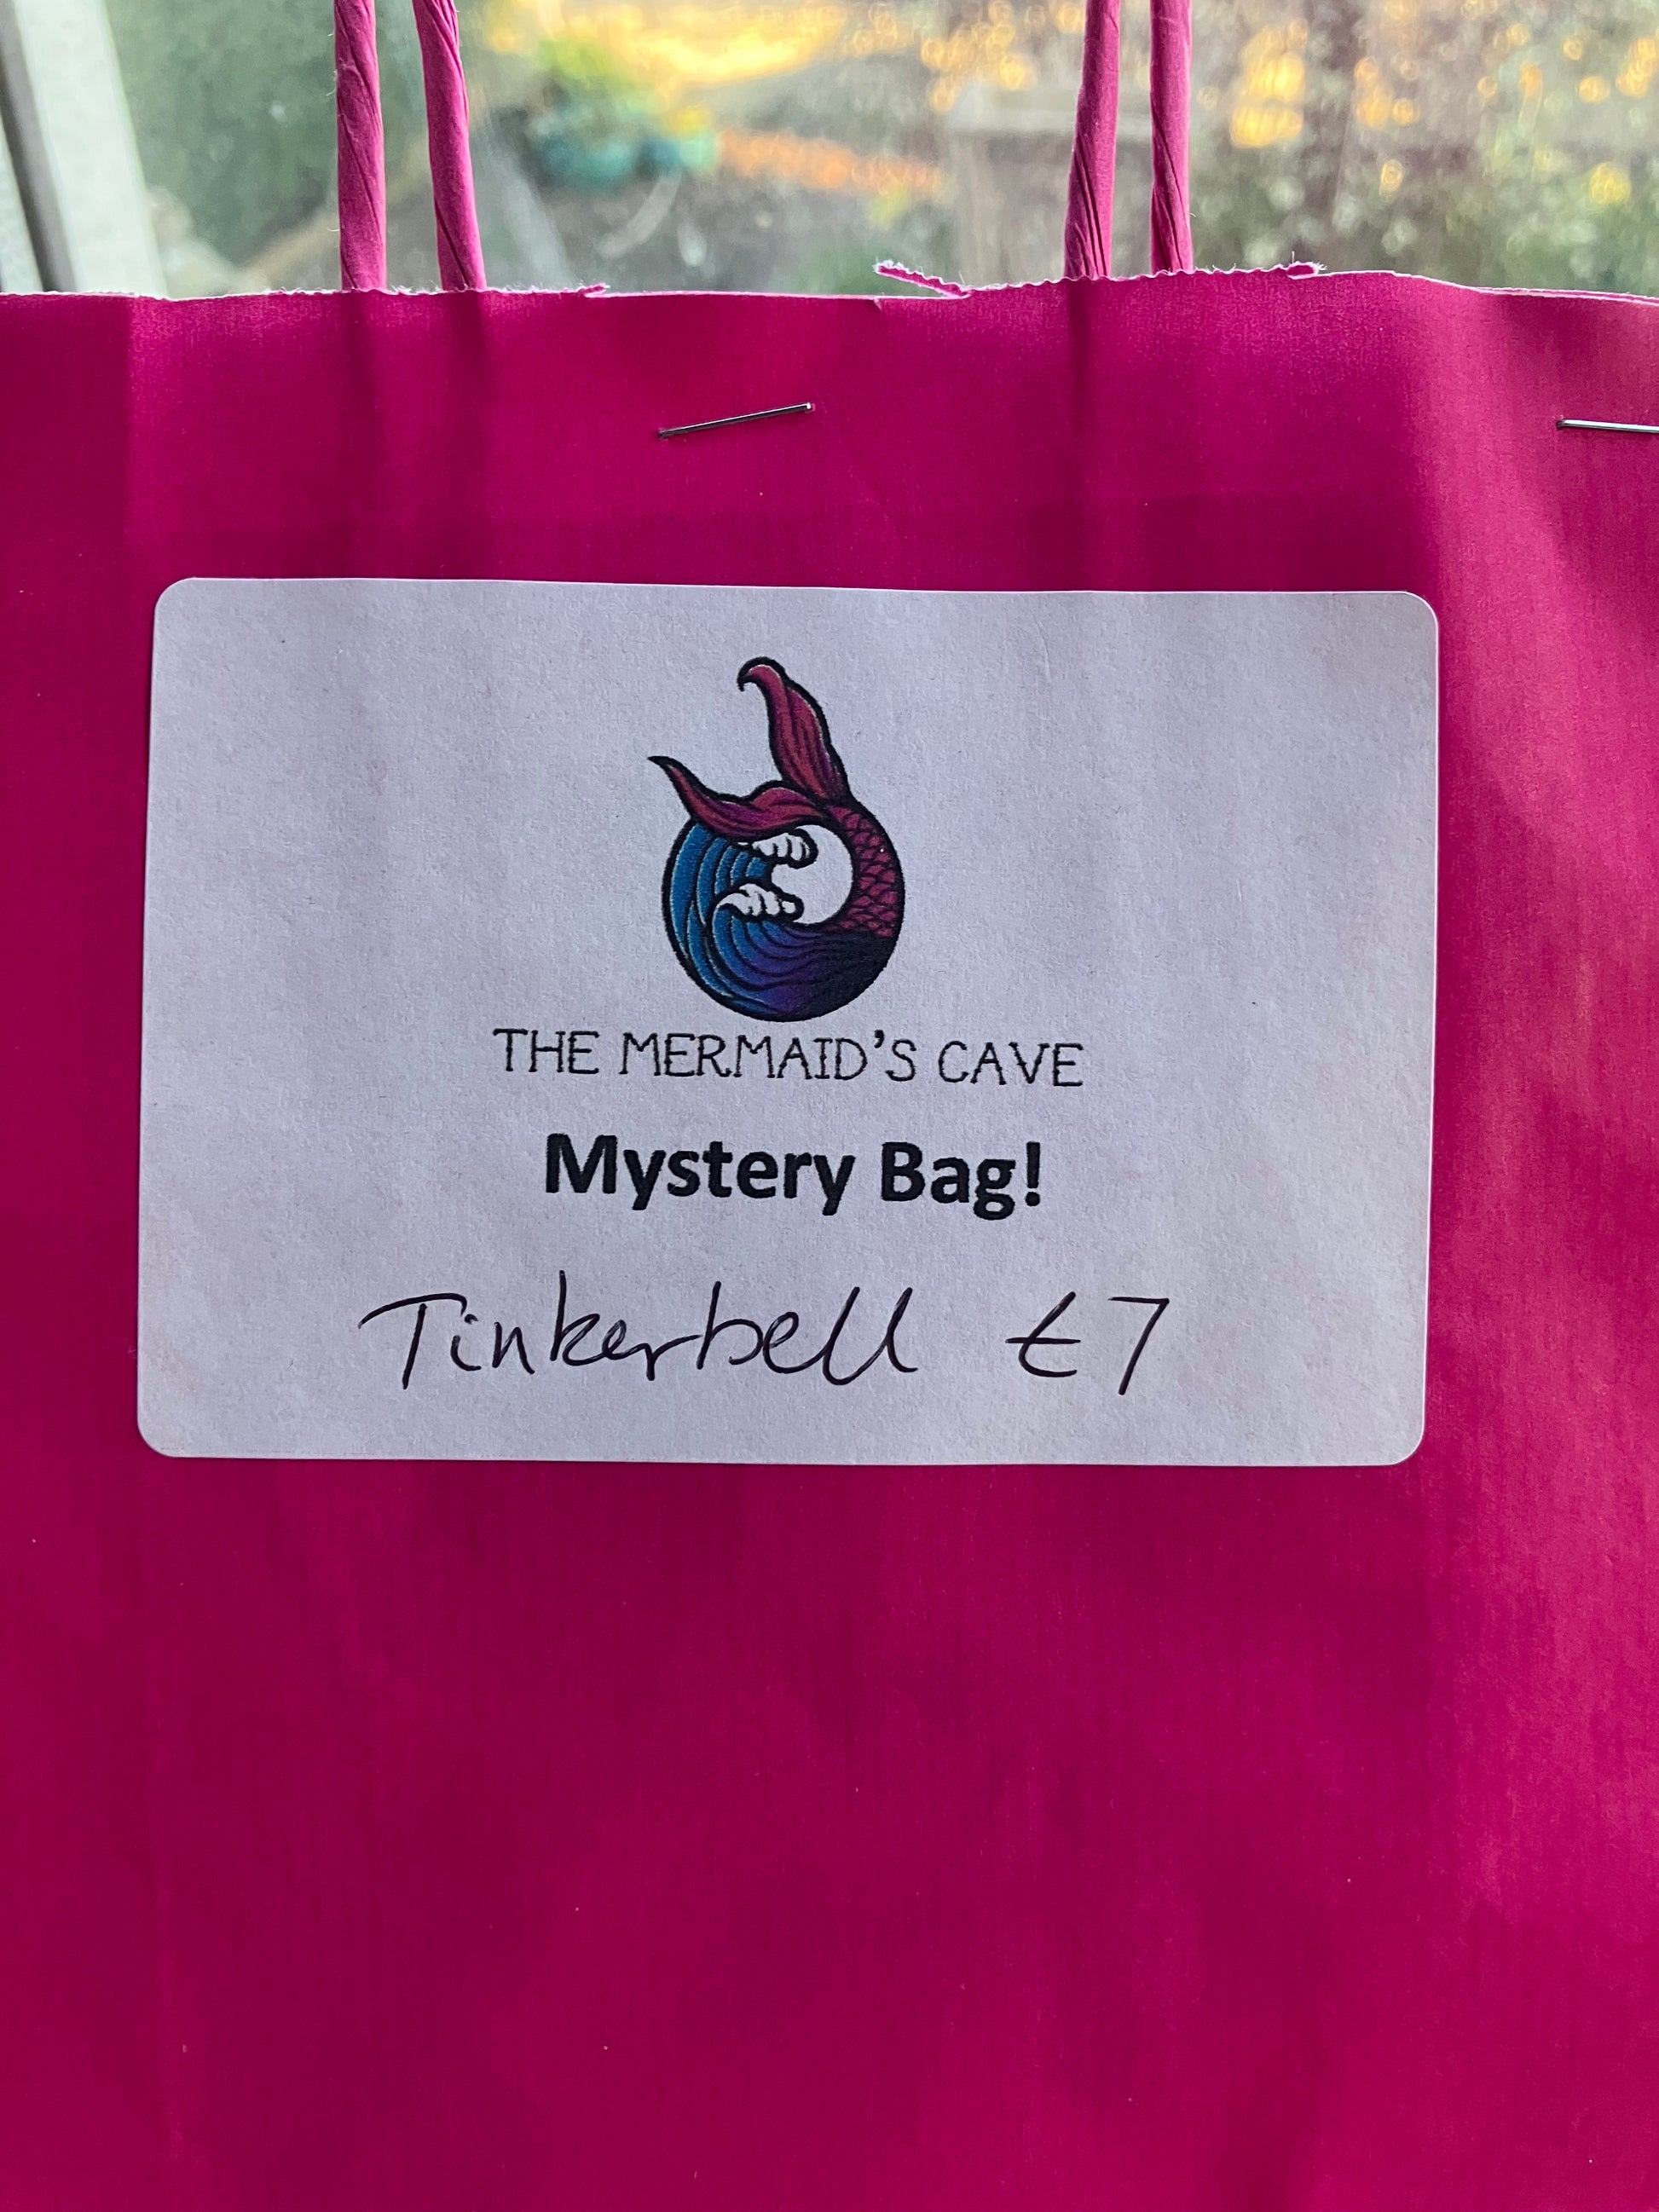 THE MERMAID'S CAVE
Mystery Bag!
Tinkerbell £7